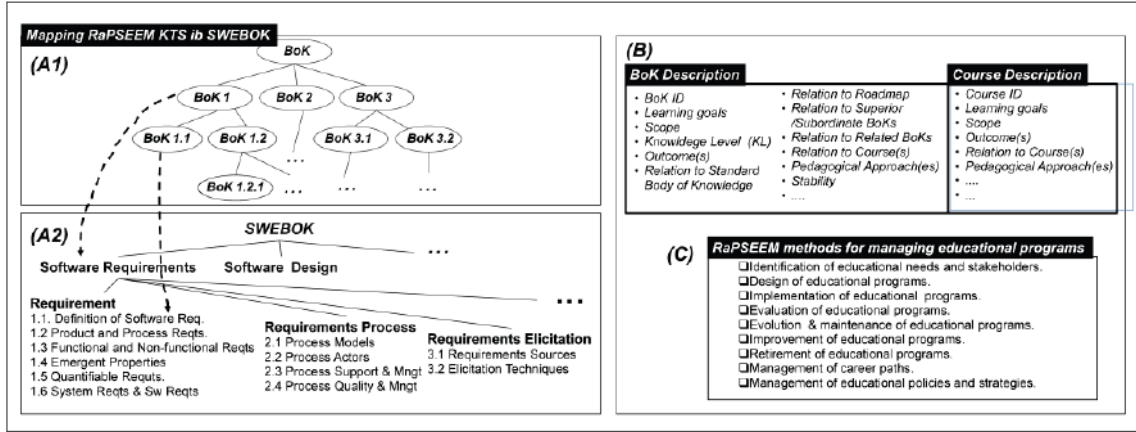 Mapping RaPSEEM KTS ib SWEBOK
(A1)
BoK
BoK 1
BoK 2
BoK 3
BoK 1.1
BoK 1.2
...
BoK 3.1
BoK 3.2
BoK 1.2.1
...
...
...
(A2)
SWEBOK
...
Software Requirements
Software Design
...
Requirement
1.1. Definition of Software Req.
1.2 Product and Process Reqts.
1.3 Functional and Non-functional Reqts
1.4 Emergent Properties
1.5 Quantifiable Requts.
1.6 System Reqts & Sw Reqts
Requirements Process
2.1 Process Models
2.2 Process Actors
2.3 Process Support & Mngt
2.4 Process Quality & Mngt
Requirements Elicitation
3.1 Requirements Sources
3.2 Elicitation Techniques
(B)
BoK Description
• BoK ID
• Learning goals
• Scope
• Knowldege Level (KL)
• Outcome(s)
• Relation to Standard
Body of Knowledge
• Relation to Roadmap
• Relation to Superior
/Subordinate BoKs
• Relation to Related BoKs
• Relation to Course(s)
• Pedagogical Approach(es)
• Stability
• ....
Course Description
• Course ID
• Learning goals
• Scope
• Outcome(s)
• Relation to Course(s)
• Pedagogical Approach(es)
• ....
• ...
(C)
RaPSEEM methods for managing educational programs
❑Identification of educational needs and stakeholders.
❑Design of educational programs.
❑Implementation of educational programs.
❑Evaluation of educational programs.
❑Evolution & maintenance of educational programs.
❑Improvement of educational programs.
❑Retirement of educational programs.
❑Management of career paths.
❑Management of educational policies and strategies.